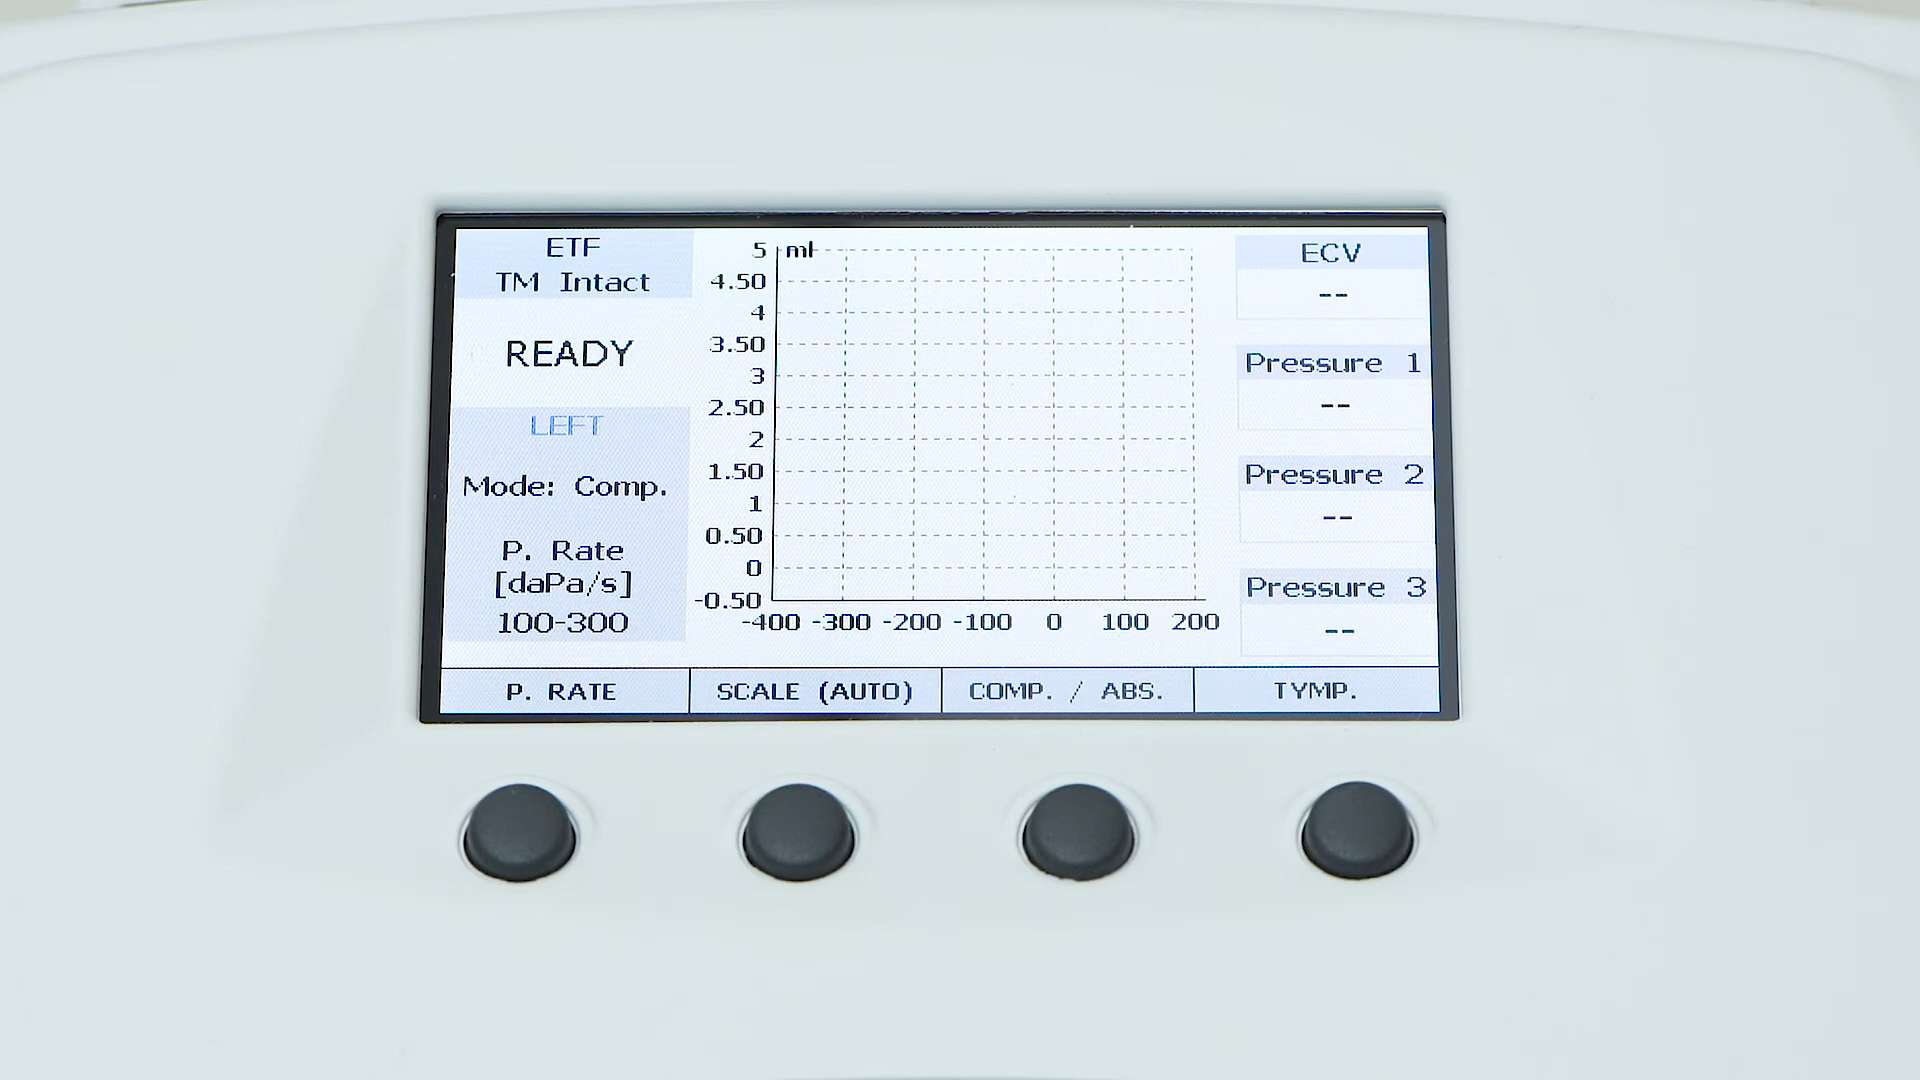 ETF
TM Intact
READY
LEFT
Mode: Comp.
P. Rate
[daPa/s]
100-300
5 ml
4.50
4
3.50
3
2.50
2
1.50
1
0.50
0
-0.50
-400 -300 -200 -100 0 100 200
ECV
--
Pressure 1
--
Pressure 2
--
Pressure 3
--
P. RATE
SCALE (AUTO)
COMP. / ABS.
TYMP.